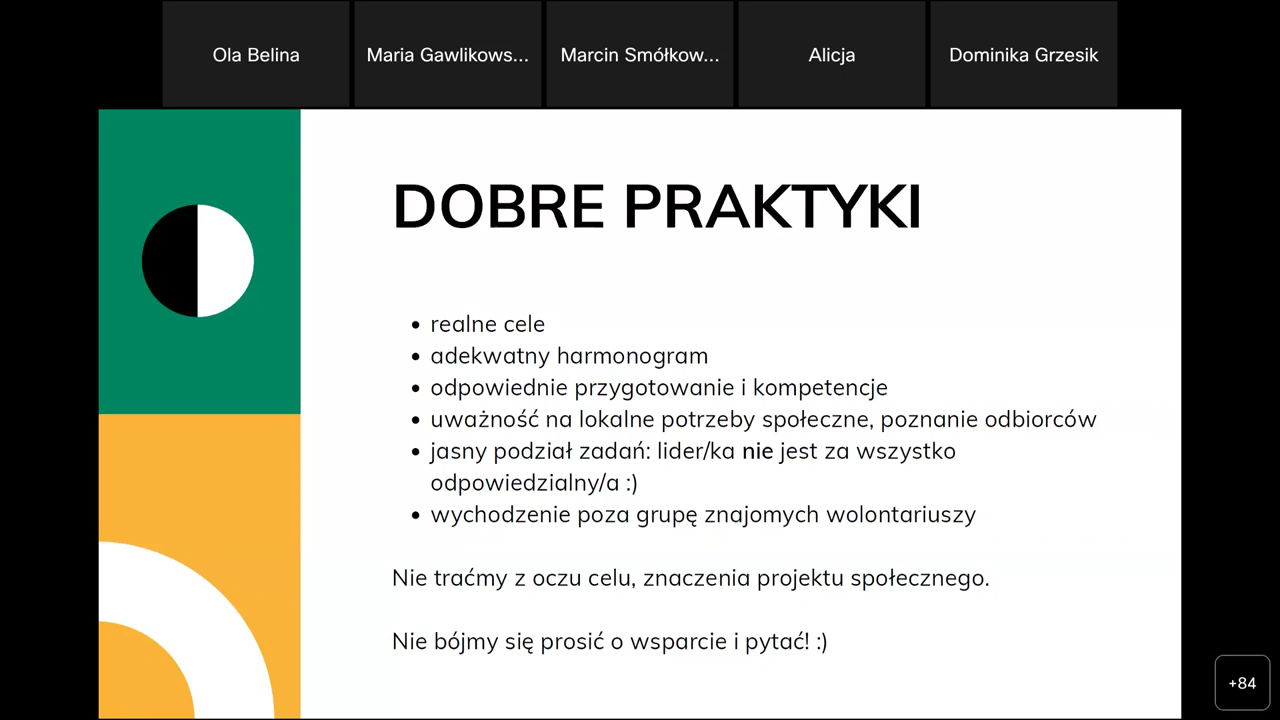 Ola Belina
Maria Gawlikows...
Marcin Smółkow...
Alicja
Dominika Grzesik
DOBRE PRAKTYKI
• realne cele
• adekwatny harmonogram
• odpowiednie przygotowanie i kompetencje
• uważność na lokalne potrzeby społeczne, poznanie odbiorców
• jasny podział zadań: lider/ka nie jest za wszystko
odpowiedzialny/a :)
• wychodzenie poza grupę znajomych wolontariuszy
Nie traćmy z oczu celu, znaczenia projektu społecznego.
Nie bójmy się prosić o wsparcie i pytać! :)
+84